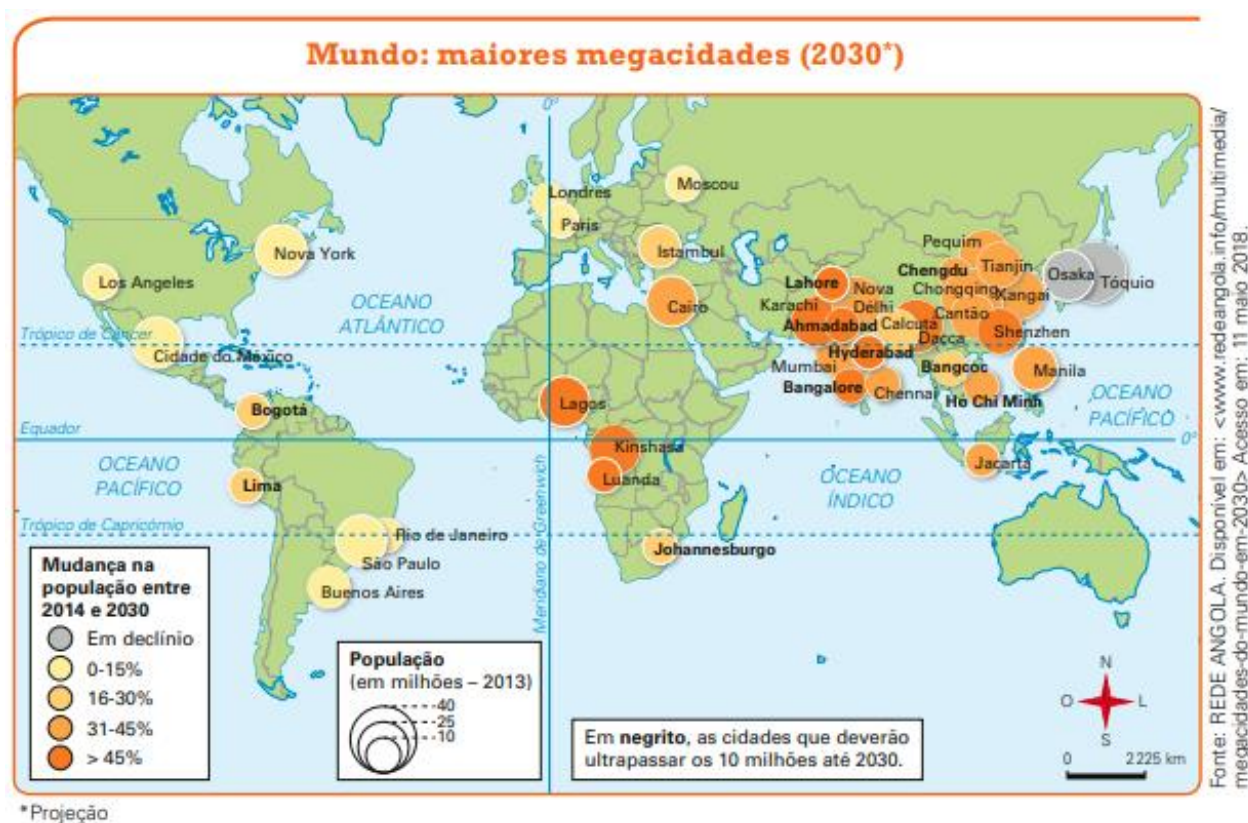 Mundo: maiores megacidades (2030*)
0°
Londres
Moscou
Paris
Nova York
Istambul
Los Angeles
Pequim
Chengdu
Tianjin
Osaka
Tóquio
Lahore
Nova
Délhi
Chongqing
Xangai
OCEANO
ATLÂNTICO
Cairo
Karachi
Ahmadabad
Calcutá
Cantão
Shenzhen
Trópico de Câncer
Cidade do México
Dacca
Hyderabad
Mumbai
Bangcoc
Manila
Bangalore
Chennai
Ho Chi Minh
OCEANO
PACÍFICO
Bogotá
Lagos
Equador
0°
Kinshasa
OCEANO
PACÍFICO
Jacarta
Lima
Luanda
OCEANO
ÍNDICO
Meridiano de Greenwich
Trópico de Capricórnio
Rio de Janeiro
São Paulo
Johannesburgo
Buenos Aires
Mudança na
população entre
2014 e 2030
Em declínio
0-15%
16-30%
31-45%
> 45%
População
(em milhões – 2013)
40
25
10
Em negrito, as cidades que deverão
ultrapassar os 10 milhões até 2030.
N
O
L
S
0
2 225 km
Fonte: REDE ANGOLA. Disponível em: <www.redeangola.info/multimedia/
megacidades-do-mundo-em-2030> Acesso em: 11 maio 2018.
*Projeção